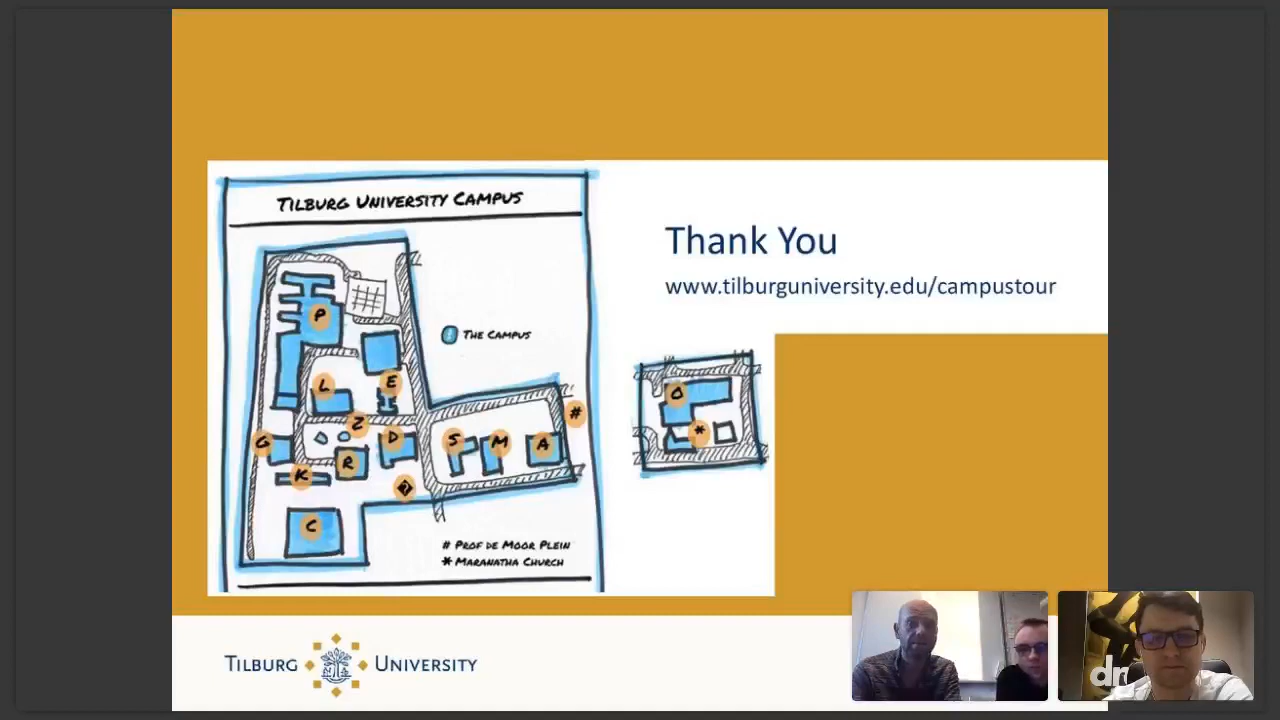 TILBURG UNIVERSITY CAMPUS
Thank You
www.tilburguniversity.edu/campustour
P
THE CAMPUS
L
E
O
#
Z
*
G
D
S
M
A
R
K
C
# PROF DE MOOR PLEIN
* MARANATHA CHURCH
TILBURG UNIVERSITY